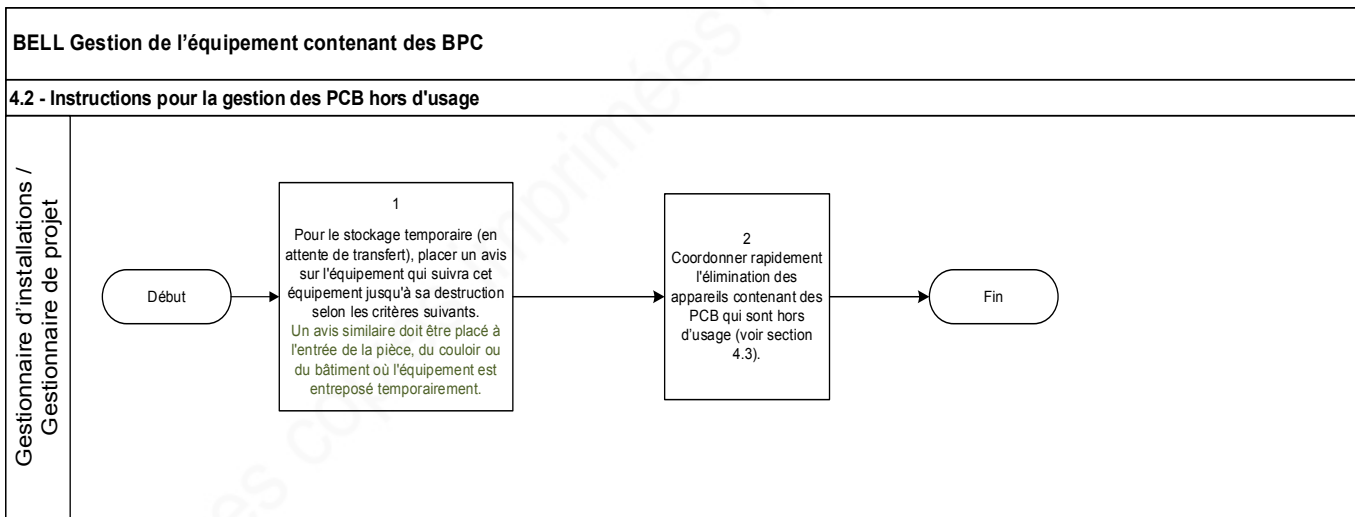 BELL Gestion de l'équipement contenant des BPC
4.2 - Instructions pour la gestion des PCB hors d'usage
Gestionnaire d'installations /
Gestionnaire de projet
Début
1
Pour le stockage temporaire (en
attente de transfert), placer un avis
sur l'équipement qui suivra cet
équipement jusqu'à sa destruction
selon les critères suivants.
Un avis similaire doit être placé à
l'entrée de la pièce, du couloir ou
du bâtiment où l'équipement est
entreposé temporairement.
2
Coordonner rapidement
l'élimination des
appareils contenant des
PCB qui sont hors
d'usage (voir section
4.3).
Fin